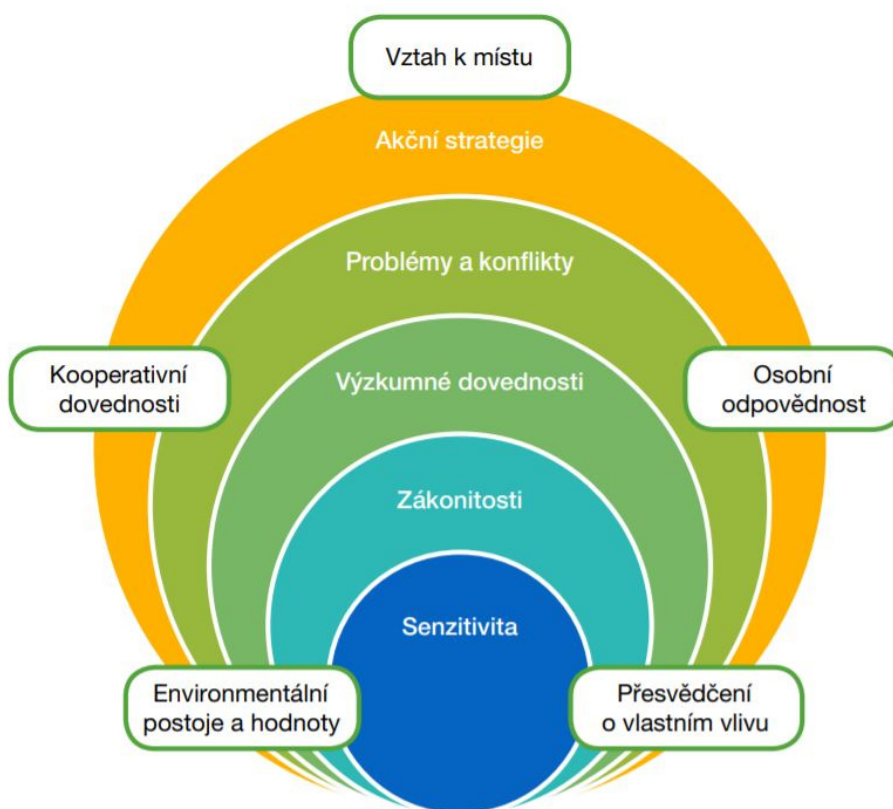 Vztah k místu
Akční strategie
Problémy a konflikty
Kooperativní
dovednosti
Výzkumné dovednosti
Osobní
odpovědnost
Zákonitosti
Senzitivita
Environmentální
postoje a hodnoty
Přesvědčení
o vlastním vlivu